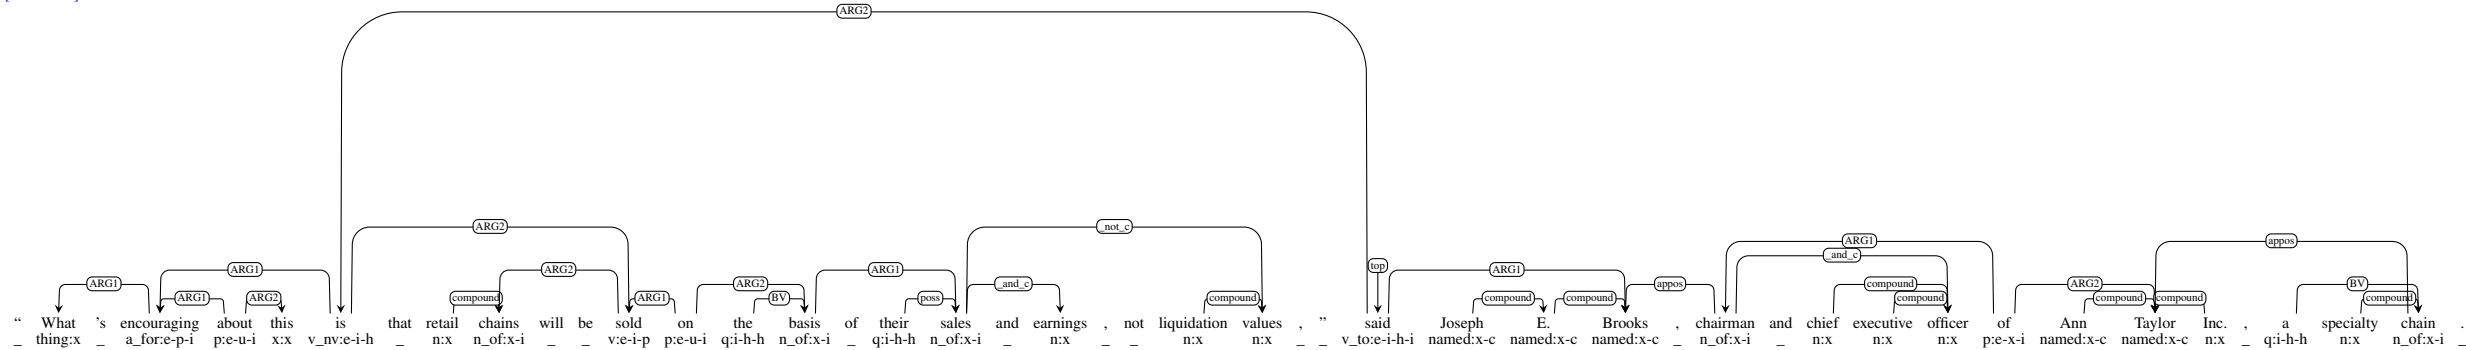 ARG2
ARG2 _not_c
ARG1 ARG1 ARG2 ARG1 top ARG1 ARG1 _and_c appos
ARG1 ARG1 ARG2 compound ARG1 ARG2 BV poss _and_c compound compound compound appos compound compound ARG2 compound compound BV compound
“ What 's encouraging about this is that retail chains will be sold on the basis of their sales and earnings , not liquidation values , ” said Joseph E. Brooks , chairman and chief executive officer of Ann Taylor Inc. , a specialty chain .
_ thing:x _ a_for:e-p-i p:e-u-i x:x v_nv:e-i-h _ n:x n_of:x-i _ _ v:e-i-p p:e-u-i q:i-h-h n_of:x-i _ q:i-h-h n_of:x-i _ n:x _ _ n:x n:x _ _ v_to:e-i-h-i named:x-c named:x-c named:x-c _ n_of:x-i _ n:x n:x n:x p:e-x-i named:x-c named:x-c n:x _ q:i-h-h n:x n_of:x-i _